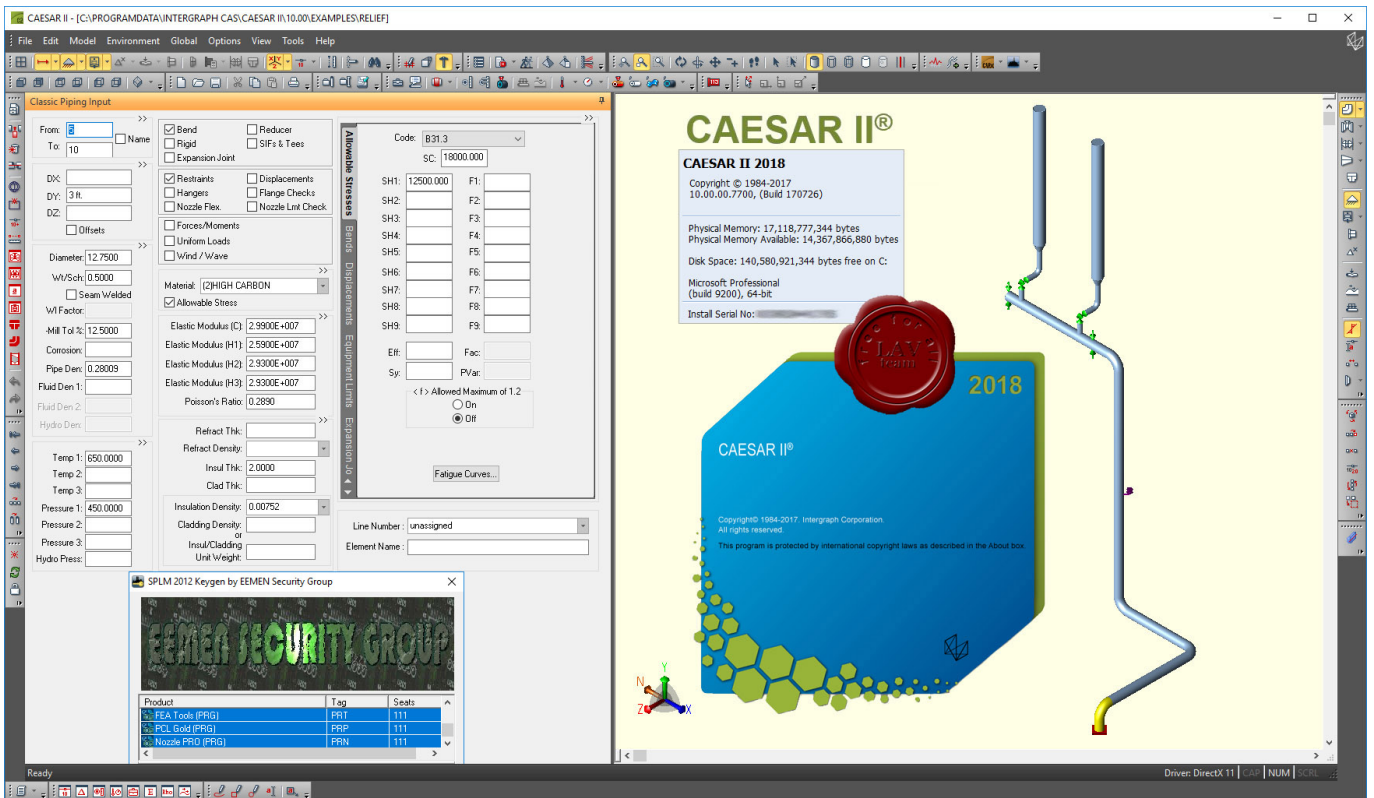 CAESAR II - [C:\PROGRAMDATA\INTERGRAPH CAS\CAESAR II\10.00\EXAMPLES\RELIEF]
File Edit Model Environment Global Options View Tools Help
Classic Piping Input
From: 5
Name
To: 10
DX:
DY: 3 ft.
DZ:
Offsets
Diameter: 12.7500
Wt/Sch: 0.5000
Seam Welded
Wl Factor:
-Mill Tol %: 12.5000
Corrosion:
Pipe Den: 0.28009
Fluid Den 1:
Fluid Den 2:
Hydro Den:
Temp 1: 650.0000
Temp 2:
Temp 3:
Pressure 1: 450.0000
Pressure 2:
Pressure 3:
Hydro Press:
Bend Reducer
Rigid SIFs & Tees
Expansion Joint
Restraints Displacements
Hangers Flange Checks
Nozzle Flex. Nozzle Lmt Check
Forces/Moments
Uniform Loads
Wind / Wave
Material: (2)HIGH CARBON
Allowable Stress
Elastic Modulus (C): 2.9900E+007
Elastic Modulus (H1): 2.5900E+007
Elastic Modulus (H2): 2.9300E+007
Elastic Modulus (H3): 2.9300E+007
Poisson's Ratio: 0.2890
Refract Thk:
Refract Density:
Insul Thk: 2.0000
Clad Thk:
Insulation Density: 0.00752
Cladding Density:
or
Insul/Cladding
Unit Weight:
Allowable Stresses
Bends
Displacements
Equipment Limits
Expansion Jo
Code: B31.3
SC: 18000.000
SH1: 12500.000 F1:
SH2: F2:
SH3: F3:
SH4: F4:
SH5: F5:
SH6: F6:
SH7: F7:
SH8: F8:
SH9: F9:
Eff: Fac:
Sy: PVar:
< f > Allowed Maximum of 1.2
On
Off
Fatigue Curves...
Line Number : unassigned
Element Name :
SPLM 2012 Keygen by EEMEN Security Group
EEMEN SECURITY GROUP
Product Tag Seats
FEA Tools (PRG) PRT 111
PCL Gold (PRG) PRP 111
Nozzle PRO (PRG) PRN 111
CAESAR II®
CAESAR II 2018
Copyright © 1984-2017
10.00.00.7700, (Build 170726)
Physical Memory: 17,118,777,344 bytes
Physical Memory Available: 14,367,866,880 bytes
Disk Space: 140,580,921,344 bytes free on C:
Microsoft Professional
(build 9200), 64-bit
Install Serial No:
LAV
team
2018
CAESAR II®
Copyright© 1984-2017. Intergraph Corporation.
All rights reserved.
This program is protected by international copyright laws as described in the About box.
Y
N
Z
X
Ready
Driver: DirectX 11 CAP NUM SCRL